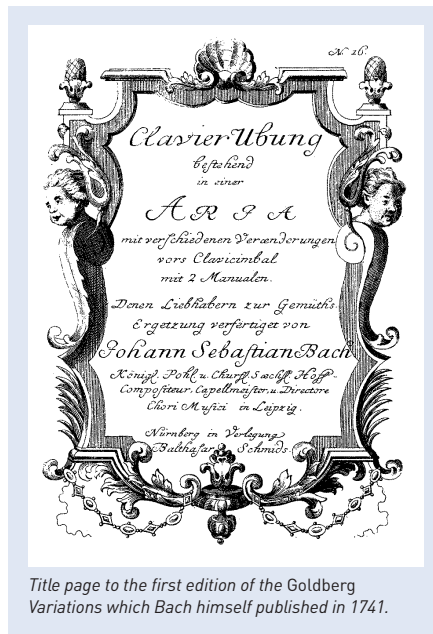 N. 16.
Clavier Ubung
bestehend
in einer
ARIA
mit verschiedenen Veraenderungen
vors Clavicimbal
mit 2 Manualen.
Denen Liebhabern zur Gemüths-
Ergetzung verfertiget von
Johann Sebastian Bach
Königl. Pohl. u. Churfl. Sæchß. Hoff-
Compositeur, Capellmeister, u. Directore
Chori Musici in Leipzig.
Nürnberg in Verlegung
Balthasar Schmids
Title page to the first edition of the Goldberg
Variations which Bach himself published in 1741.